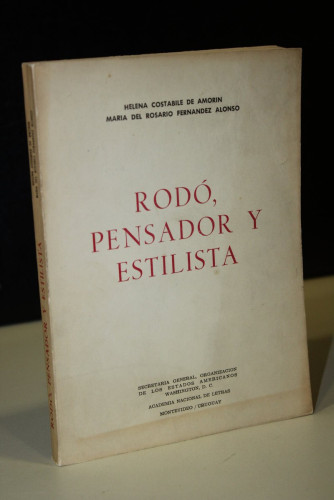 HELENA COSTABILE DE AMORIN
MARIA DEL ROSARIO FERNANDEZ ALONSO
RODÓ,
PENSADOR Y
ESTILISTA
SECRETARIA GENERAL, ORGANIZACION
DE LOS ESTADOS AMERICANOS
WASHINGTON, D. C.
ACADEMIA NACIONAL DE LETRAS
MONTEVIDEO / URUGUAY
RODÓ, PENSADOR Y ESTILISTA